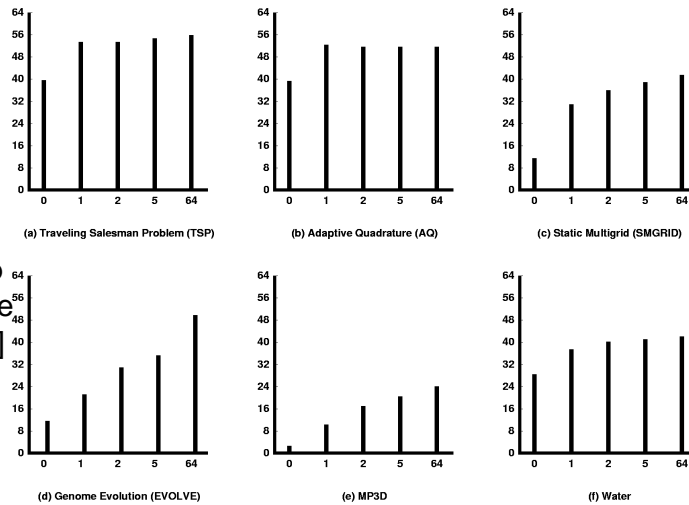 64 64 64
56 56 56
48 48 48
40 40 40
32 32 32
24 24 24
16 16 16
8 8 8
0 0 0
0 1 2 5 64 0 1 2 5 64 0 1 2 5 64
(a) Traveling Salesman Problem (TSP) (b) Adaptive Quadrature (AQ) (c) Static Multigrid (SMGRID)
64 64 64
56 56 56
48 48 48
40 40 40
32 32 32
24 24 24
16 16 16
8 8 8
0 0 0
0 1 2 5 64 0 1 2 5 64 0 1 2 5 64
(d) Genome Evolution (EVOLVE) (e) MP3D (f) Water